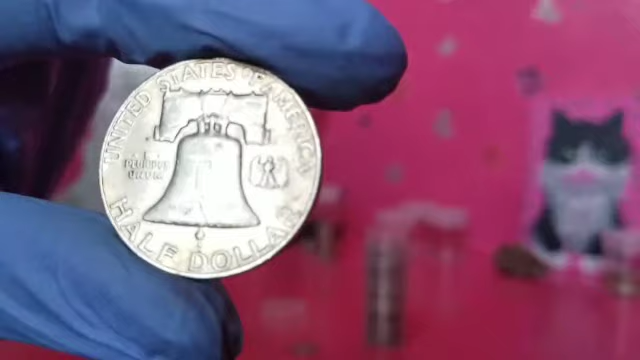 UNITED STATES OF AMERICA
PLURIBUS
UNUM
HALF DOLLAR